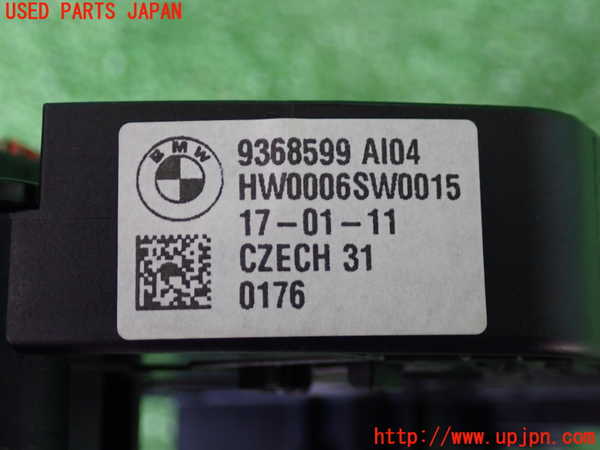 USED PARTS JAPAN
BMW
9368599 AI04
HW0006SW0015
17-01-11
CZECH 31
0176
http://www.upjpn.com/